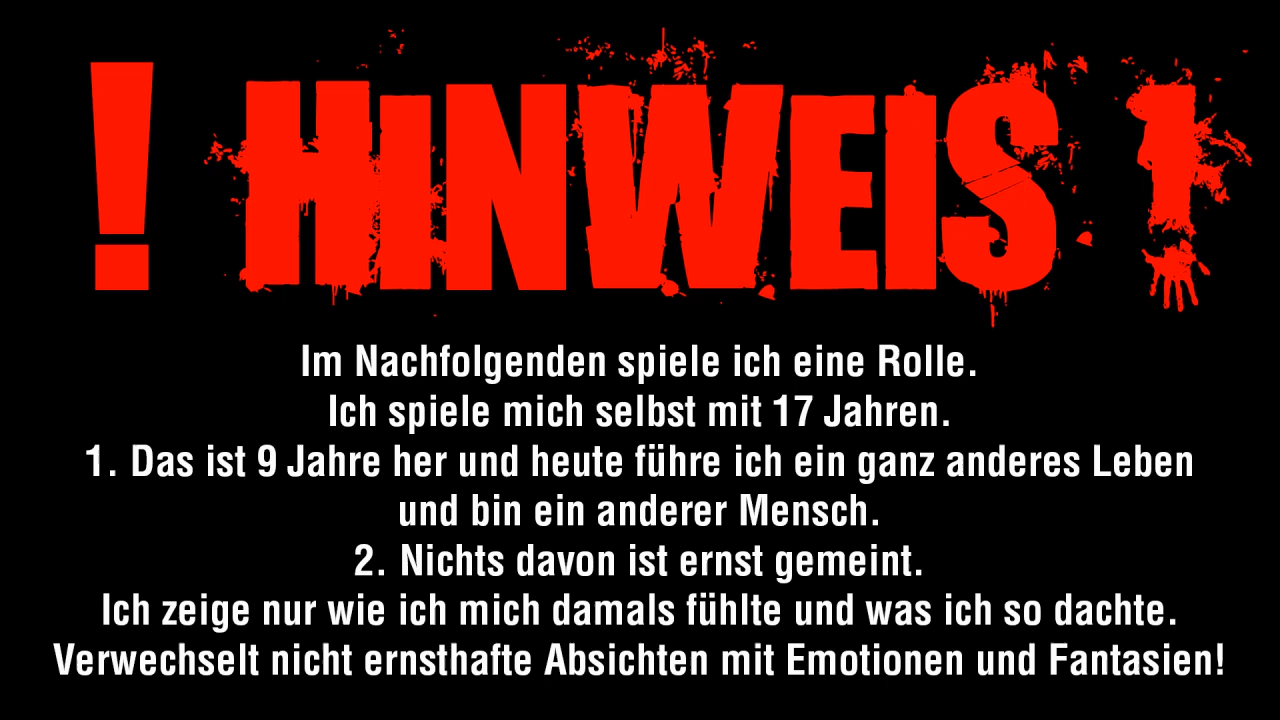 ! HiNWEIS !
Im Nachfolgenden spiele ich eine Rolle.
Ich spiele mich selbst mit 17 Jahren.
1. Das ist 9 Jahre her und heute führe ich ein ganz anderes Leben
und bin ein anderer Mensch.
2. Nichts davon ist ernst gemeint.
Ich zeige nur wie ich mich damals fühlte und was ich so dachte.
Verwechselt nicht ernsthafte Absichten mit Emotionen und Fantasien!